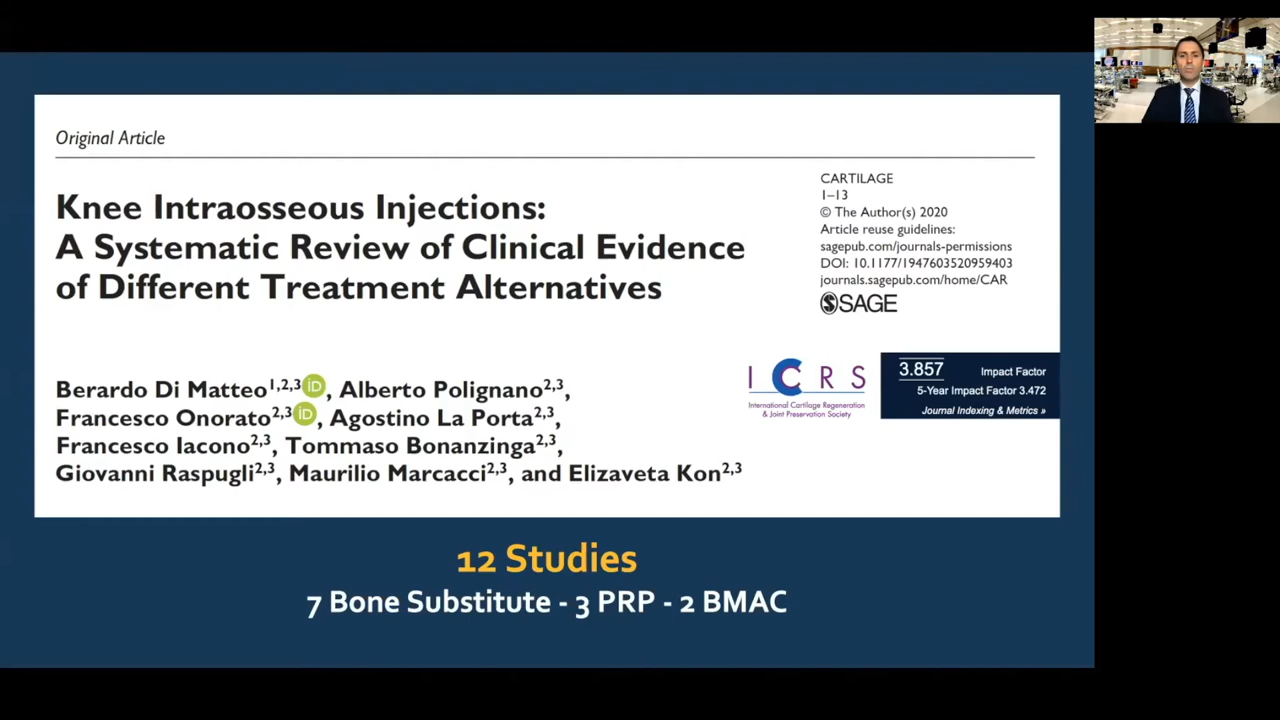 Original Article
Knee Intraosseous Injections:
A Systematic Review of Clinical Evidence
of Different Treatment Alternatives
CARTILAGE
1–13
© The Author(s) 2020
Article reuse guidelines:
sagepub.com/journals-permissions
DOI: 10.1177/1947603520959403
journals.sagepub.com/home/CAR
SAGE
Berardo Di Matteo1,2,3 iD, Alberto Polignano2,3,
Francesco Onorato2,3 iD, Agostino La Porta2,3,
Francesco Iacono2,3, Tommaso Bonanzinga2,3,
Giovanni Raspugli2,3, Maurilio Marcacci2,3, and Elizaveta Kon2,3
ICRS
International Cartilage Regeneration
& Joint Preservation Society
3.857 Impact Factor
5-Year Impact Factor 3.472
Journal Indexing & Metrics »
12 Studies
7 Bone Substitute - 3 PRP - 2 BMAC